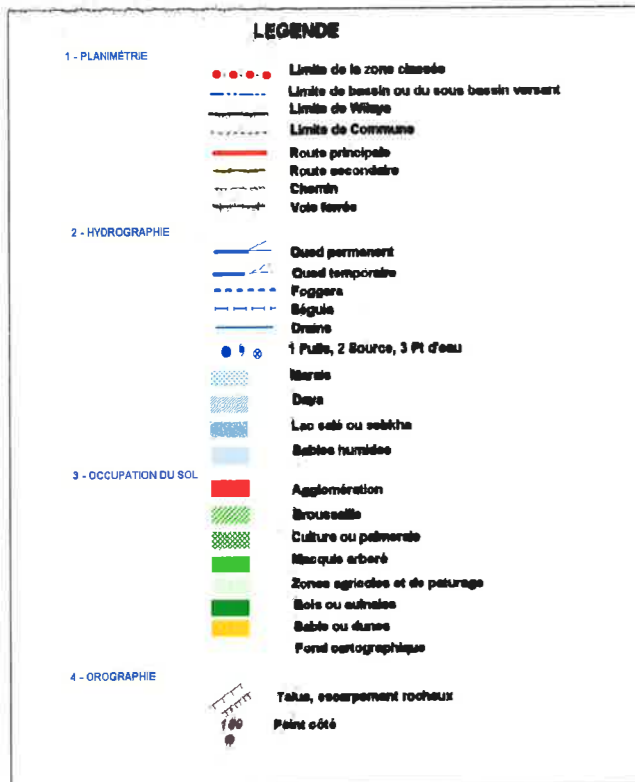 LEGENDE
1 - PLANIMÉTRIE
Limite de la zone classée
Limite de bassin ou du sous bassin versant
Limite de Wilaya
Limite de Commune
Route principale
Route secondaire
Chemin
Voie ferrée
2 - HYDROGRAPHIE
Oued permanent
Oued temporaire
Foggara
Séguia
Drains
1 Puits, 2 Source, 3 Pt d'eau
Marais
Daya
Lac salé ou sebkha
Sables humides
3 - OCCUPATION DU SOL
Agglomération
Broussaille
Culture ou palmeraie
Macquis arboré
Zones agricoles et de paturage
Bois ou aulnaies
Sable ou dunes
Fond cartographique
4 - OROGRAPHIE
Talus, escarpement rocheux
100 Point côté